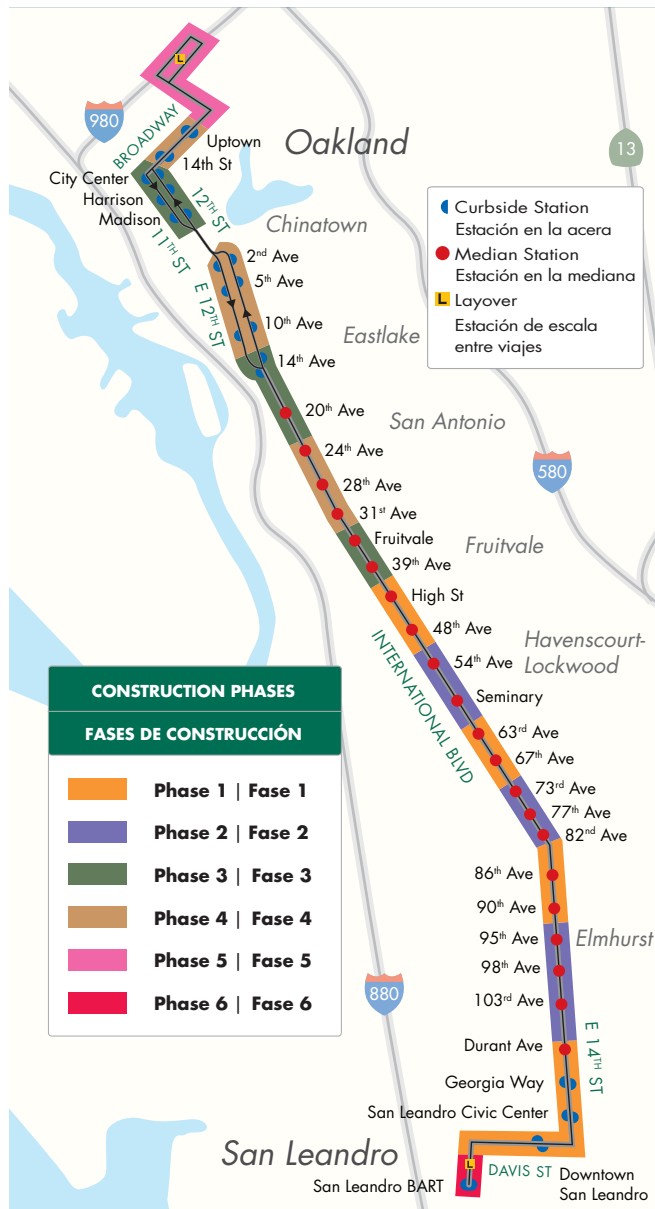 L
980
BROADWAY
Uptown
14th St
Oakland
13
City Center
Harrison
Madison
12TH ST
11TH ST
Chinatown
Curbside Station
Estación en la acera
Median Station
Estación en la mediana
L Layover
Estación de escala
entre viajes
2nd Ave
5th Ave
E 12TH ST
10th Ave
Eastlake
14th Ave
20th Ave
San Antonio
24th Ave
580
28th Ave
31st Ave
Fruitvale
Fruitvale
39th Ave
High St
48th Ave
Havenscourt-
Lockwood
54th Ave
INTERNATIONAL BLVD
Seminary
63rd Ave
67th Ave
73rd Ave
77th Ave
82nd Ave
CONSTRUCTION PHASES
FASES DE CONSTRUCCIÓN
Phase 1 | Fase 1
Phase 2 | Fase 2
Phase 3 | Fase 3
Phase 4 | Fase 4
Phase 5 | Fase 5
Phase 6 | Fase 6
86th Ave
90th Ave
95th Ave
Elmhurst
98th Ave
880
103rd Ave
Durant Ave
E 14TH ST
Georgia Way
San Leandro Civic Center
San Leandro
L
DAVIS ST
Downtown
San Leandro
San Leandro BART